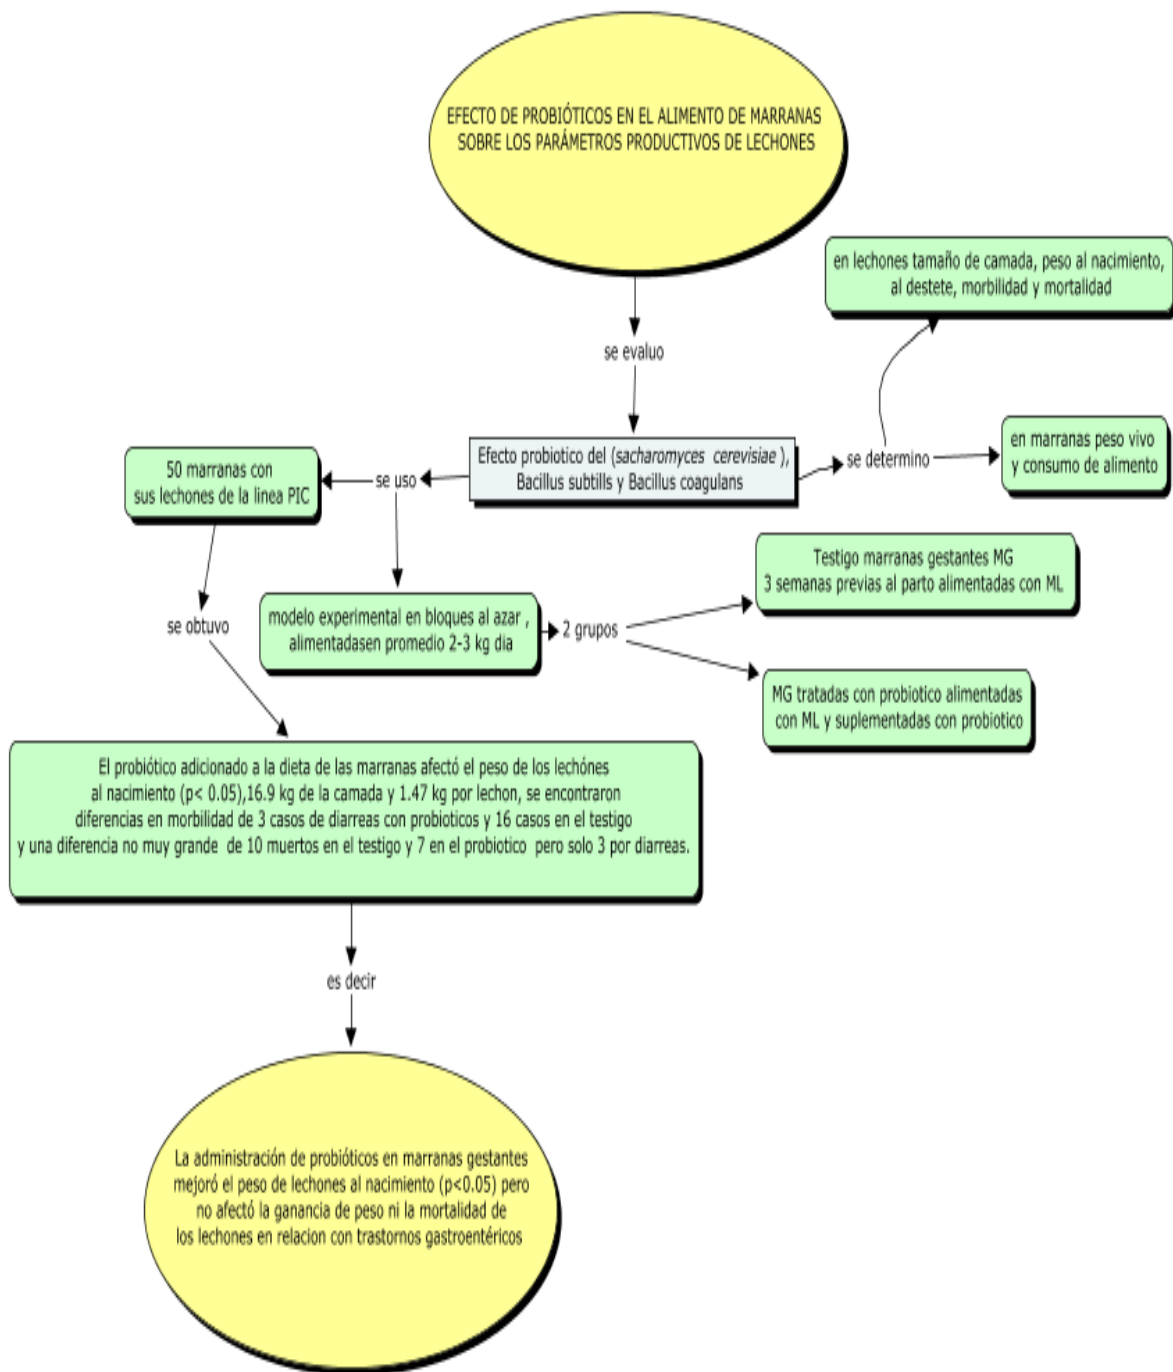 EFECTO DE PROBIÓTICOS EN EL ALIMENTO DE MARRANAS
SOBRE LOS PARÁMETROS PRODUCTIVOS DE LECHONES
se evaluo
Efecto probiotico del (sacharomyces cerevisiae ),
Bacillus subtills y Bacillus coagulans
se determino
en lechones tamaño de camada, peso al nacimiento,
al destete, morbilidad y mortalidad
en marranas peso vivo
y consumo de alimento
se uso
50 marranas con
sus lechones de la linea PIC
modelo experimental en bloques al azar ,
alimentadasen promedio 2-3 kg dia
2 grupos
Testigo marranas gestantes MG
3 semanas previas al parto alimentadas con ML
MG tratadas con probiotico alimentadas
con ML y suplementadas con probiotico
se obtuvo
El probiótico adicionado a la dieta de las marranas afectó el peso de los lechónes
al nacimiento (p< 0.05),16.9 kg de la camada y 1.47 kg por lechon, se encontraron
diferencias en morbilidad de 3 casos de diarreas con probioticos y 16 casos en el testigo
y una diferencia no muy grande de 10 muertos en el testigo y 7 en el probiotico pero solo 3 por diarreas.
es decir
La administración de probióticos en marranas gestantes
mejoró el peso de lechones al nacimiento (p<0.05) pero
no afectó la ganancia de peso ni la mortalidad de
los lechones en relacion con trastornos gastroentéricos